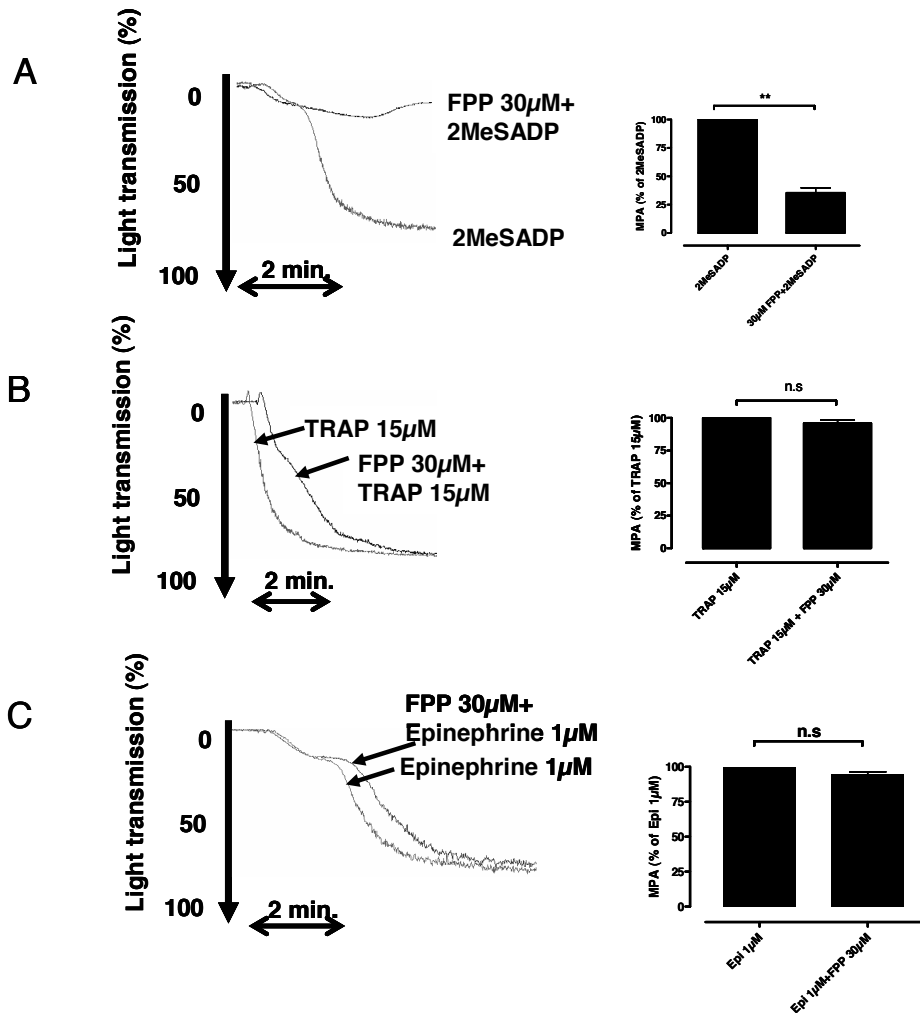 A
Light transmission (%)
0
50
100
2 min.
FPP 30µM+
2MeSADP
2MeSADP
**
MPA (% of 2MeSADP)
100
75
50
25
0
2MeSADP
30µM FPP+2MeSADP
B
Light transmission (%)
0
50
100
2 min.
TRAP 15µM
FPP 30µM+
TRAP 15µM
n.s
MPA (% of TRAP 15µM)
100
75
50
25
0
TRAP 15µM
TRAP 15µM + FPP 30µM
C
Light transmission (%)
0
50
100
2 min.
FPP 30µM+
Epinephrine 1µM
Epinephrine 1µM
n.s
MPA (% of Epi 1µM)
100
75
50
25
0
Epi 1µM
Epi 1µM+FPP 30µM